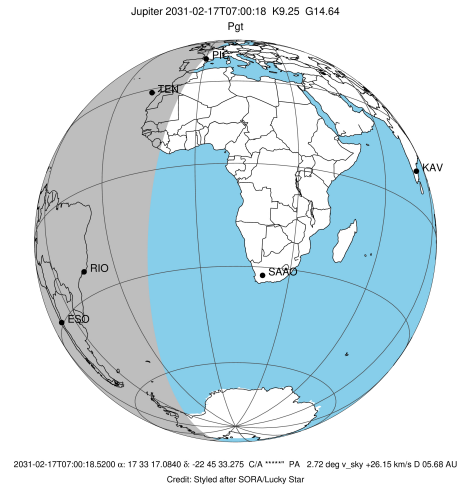 Jupiter 2031-02-17T07:00:18 K9.25 G14.64
Pgt
PIC
TEN
KAV
RIO
SAAO
ESO
2031-02-17T07:00:18.5200 α: 17 33 17.0840 δ: -22 45 33.275 C/A *****" PA 2.72 deg v_sky +26.15 km/s D 05.68 AU
Credit: Styled after SORA/Lucky Star